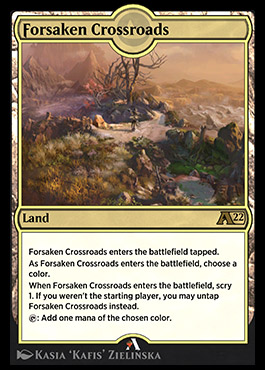 Forsaken Crossroads
Land
A22
Forsaken Crossroads enters the battlefield tapped.
As Forsaken Crossroads enters the battlefield, choose a
color.
When Forsaken Crossroads enters the battlefield, scry
1. If you weren't the starting player, you may untap
Forsaken Crossroads instead.
: Add one mana of the chosen color.
Kasia 'Kafis' Zielinska